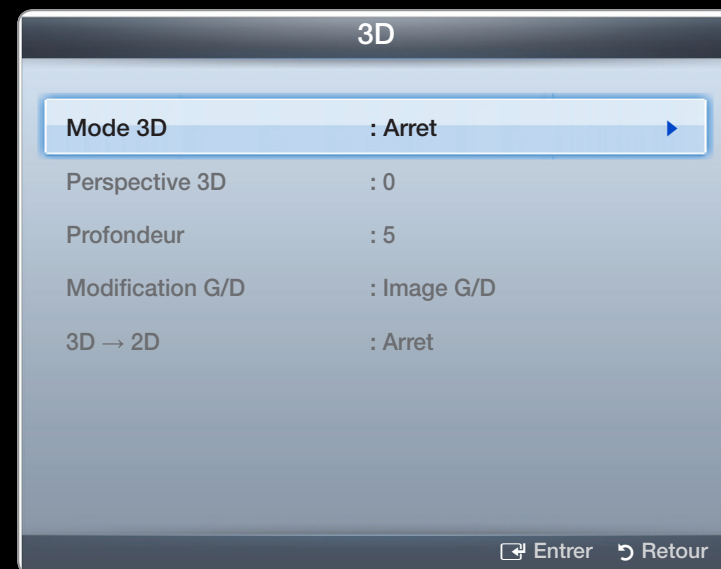 3D
Mode 3D : Arret
Perspective 3D : 0
Profondeur : 5
Modification G/D : Image G/D
3D → 2D : Arret
Entrer Retour